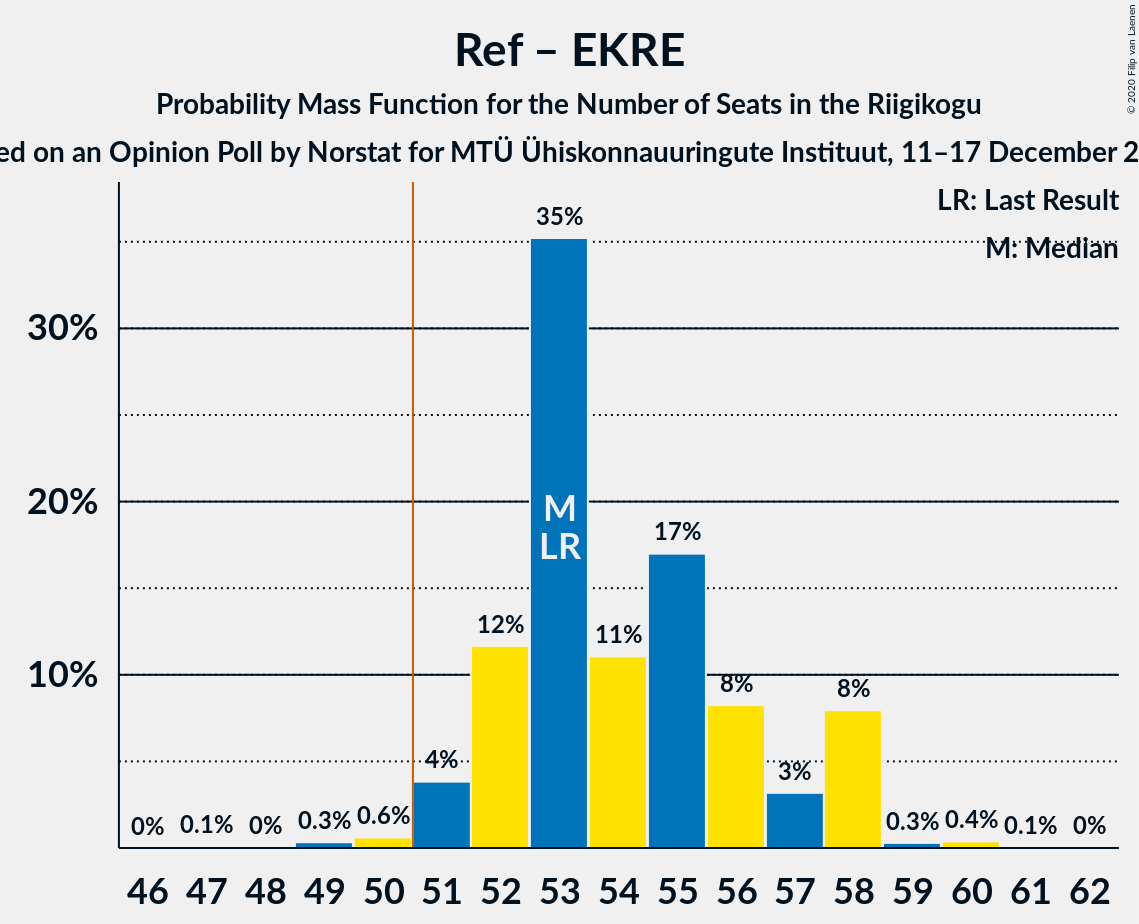 Ref – EKRE
Probability Mass Function for the Number of Seats in the Riigikogu
ed on an Opinion Poll by Norstat for MTÜ Ühiskonnauuringute Instituut, 11–17 December 2
© 2020 Filip van Laenen
LR: Last Result
M: Median
35%
30%
M
LR
20%
17%
12%
11%
10%
8%
8%
4%
3%
0%
0.1%
0%
0.3%
0.6%
0.3%
0.4%
0.1%
0%
46 47 48 49 50 51 52 53 54 55 56 57 58 59 60 61 62